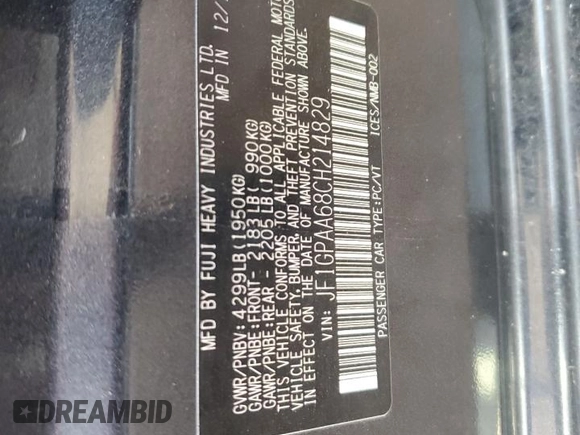 MFD BY FUJI HEAVY INDUSTRIES LTD.
MFD IN 12/
GVWR/PNBV: 4299LB(1950KG)
GAWR/PNBE:FRONT- 2183LB( 990KG)
GAWR/PNBE:REAR - 2205LB(1000KG)
THIS VEHICLE CONFORMS TO ALL APPLICABLE FEDERAL MOTOR
VEHICLE SAFETY, BUMPER, AND THEFT PREVENTION STANDARDS
IN EFFECT ON THE DATE OF MANUFACTURE SHOWN ABOVE.
VIN: JF1GPAA68CH214829
PASSENGER CAR TYPE:PC/VT ICES/NMB-002
DREAMBID